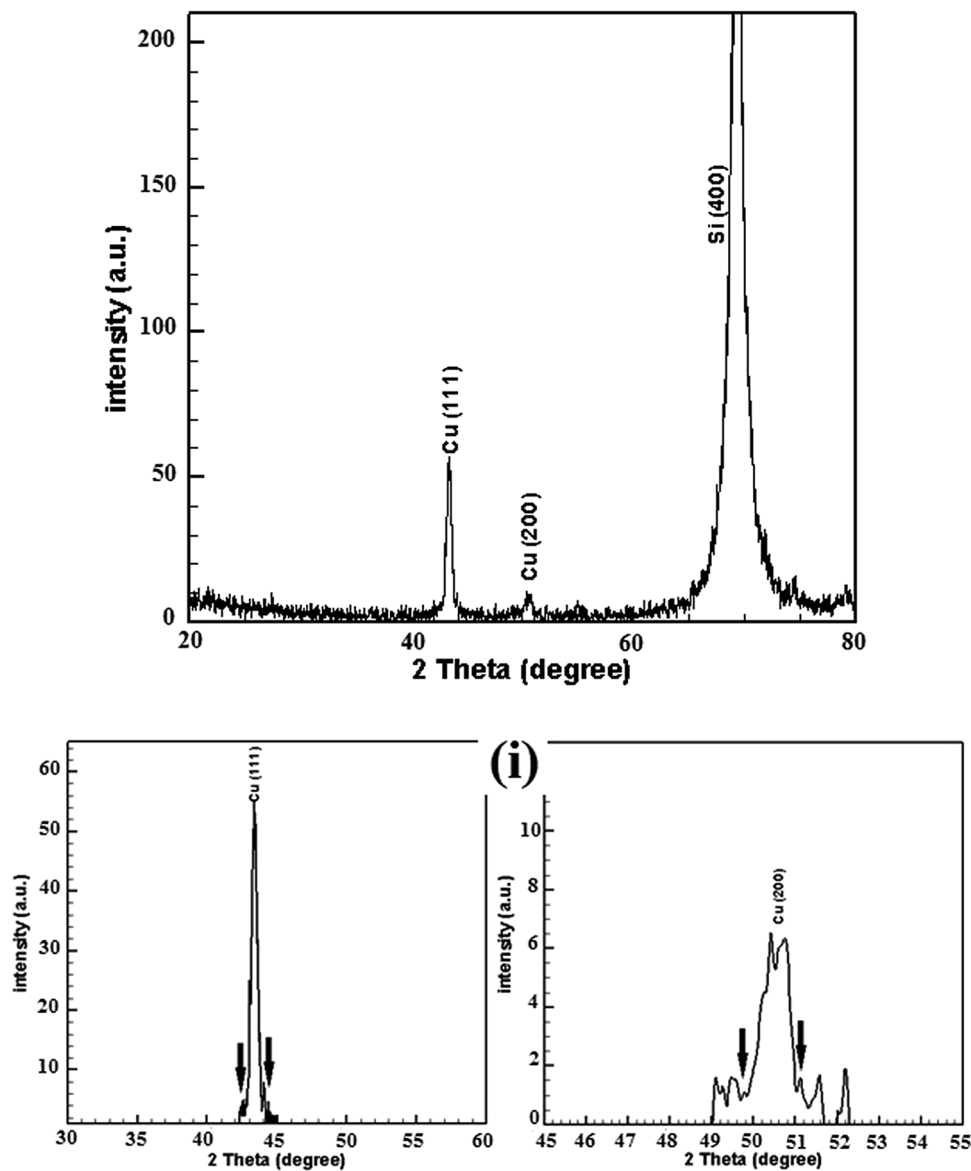 200
150
100
50
0
intensity (a.u.)
Cu (111)
Cu (200)
Si (400)
20 40 60 80
2 Theta (degree)
(i)
60
50
40
30
20
10
intensity (a.u.)
Cu (111)
30 35 40 45 50 55 60
2 Theta (degree)
10
8
6
4
2
0
intensity (a.u.)
Cu (200)
45 46 47 48 49 50 51 52 53 54 55
2 Theta (degree)